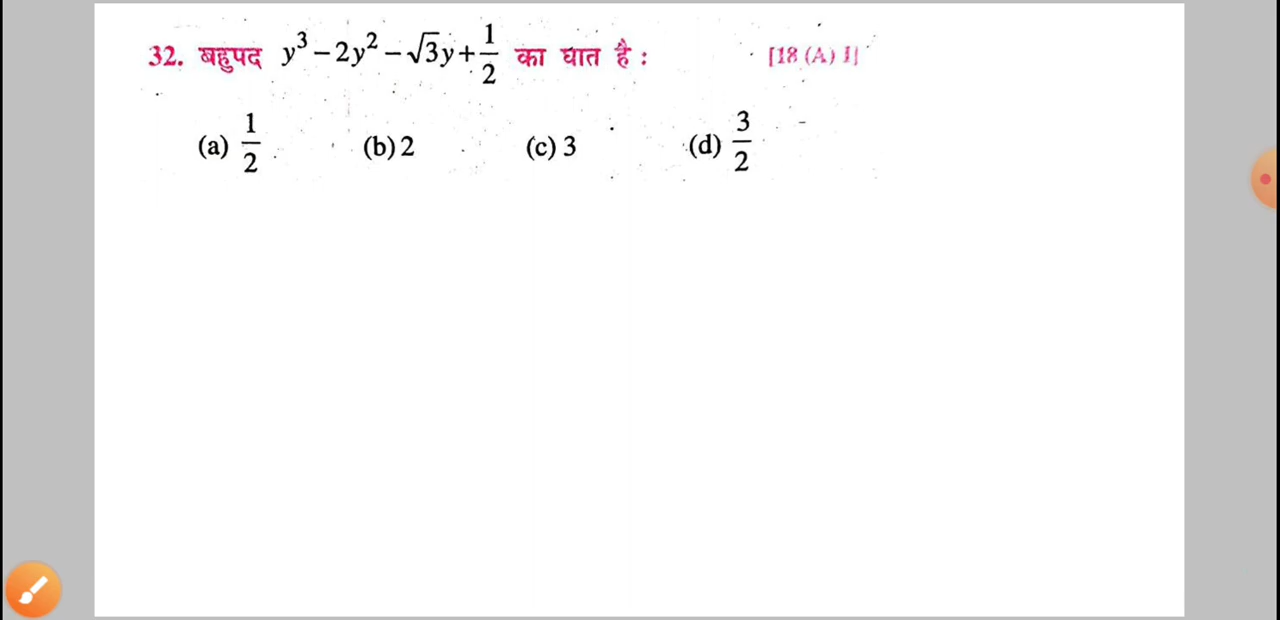 32. बहुपद y³ – 2y² – √3y + 1/2 का घात है : [18 (A) I]
(a) 1/2 (b) 2 (c) 3 (d) 3/2